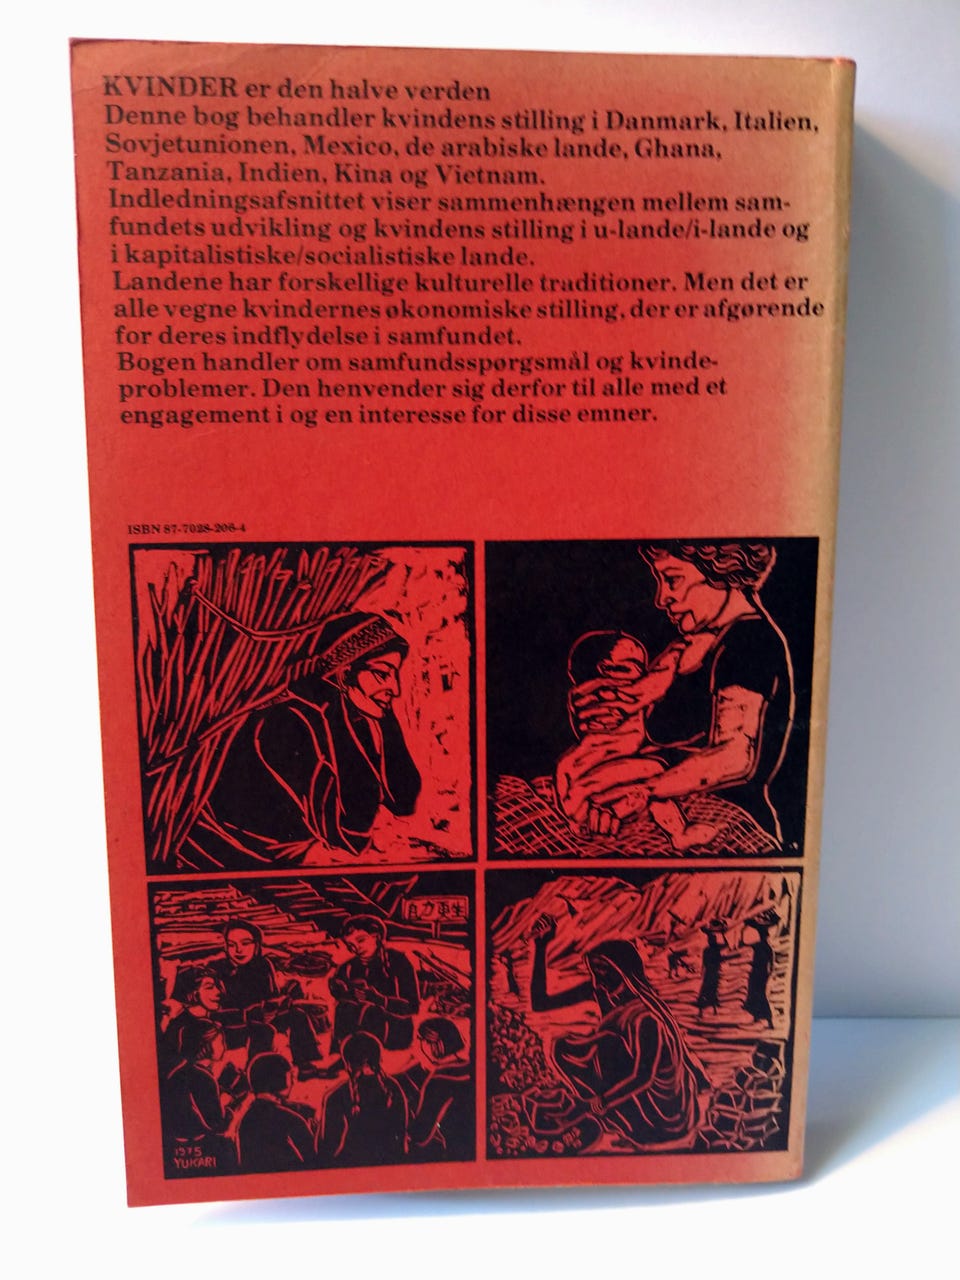 KVINDER er den halve verden
Denne bog behandler kvindens stilling i Danmark, Italien,
Sovjetunionen, Mexico, de arabiske lande, Ghana,
Tanzania, Indien, Kina og Vietnam.
Indledningsafsnittet viser sammenhængen mellem sam-
fundets udvikling og kvindens stilling i u-lande/i-lande og
i kapitalistiske/socialistiske lande.
Landene har forskellige kulturelle traditioner. Men det er
alle vegne kvindernes økonomiske stilling, der er afgørende
for deres indflydelse i samfundet.
Bogen handler om samfundsspørgsmål og kvinde-
problemer. Den henvender sig derfor til alle med et
engagement i og en interesse for disse emner.
ISBN 87-7028-206-4
自力更生
1975
YUKARI